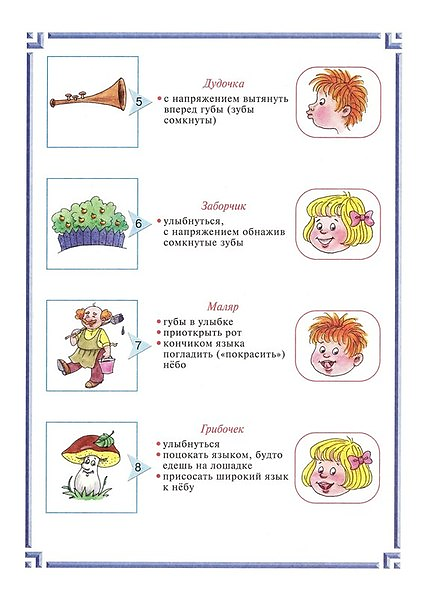 Дудочка
5
• с напряжением вытянуть
вперед губы (зубы
сомкнуты)
Заборчик
6
• улыбнуться,
с напряжением обнажив
сомкнутые зубы
Маляр
• губы в улыбке
• приоткрыть рот
7
• кончиком языка
погладить («покрасить»)
нёбо
Грибочек
• улыбнуться
• поцокать языком, будто
едешь на лошадке
8
• присосать широкий язык
к нёбу